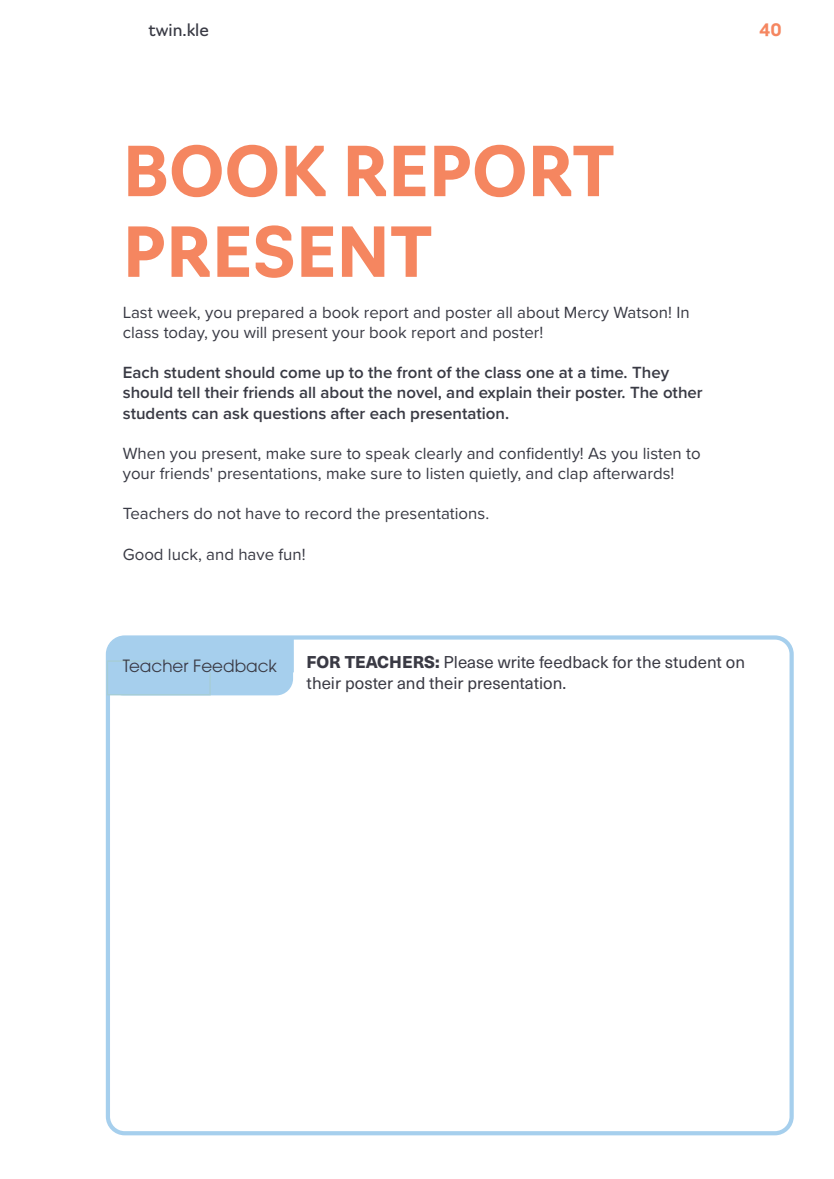 twin.kle
40
BOOK REPORT
PRESENT
Last week, you prepared a book report and poster all about Mercy Watson! In
class today, you will present your book report and poster!
Each student should come up to the front of the class one at a time. They
should tell their friends all about the novel, and explain their poster. The other
students can ask questions after each presentation.
When you present, make sure to speak clearly and confidently! As you listen to
your friends' presentations, make sure to listen quietly, and clap afterwards!
Teachers do not have to record the presentations.
Good luck, and have fun!
Teacher Feedback
FOR TEACHERS: Please write feedback for the student on
their poster and their presentation.